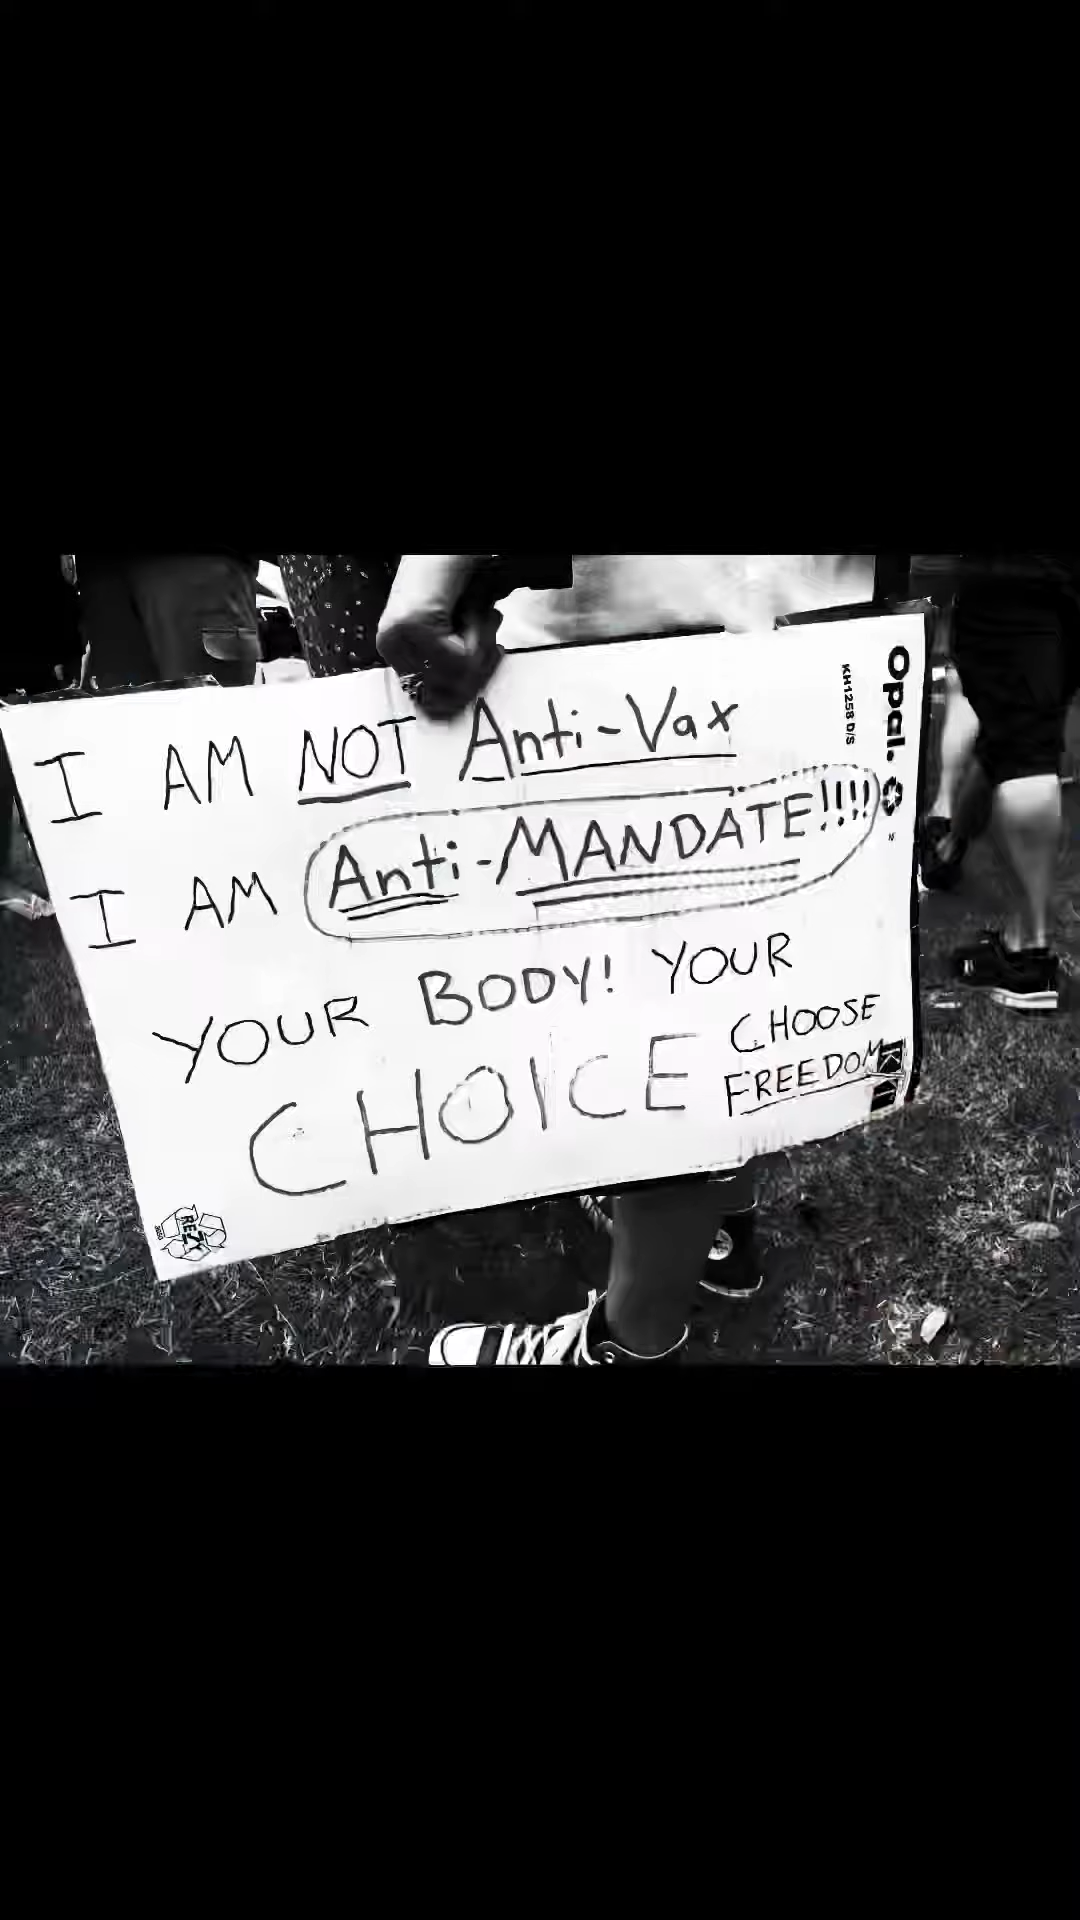 I AM NOT Anti-Vax
I AM Anti-MANDATE!!!!
YOUR BODY! YOUR
CHOICE
CHOOSE
FREEDOM
Opal.
KH1258 D/S